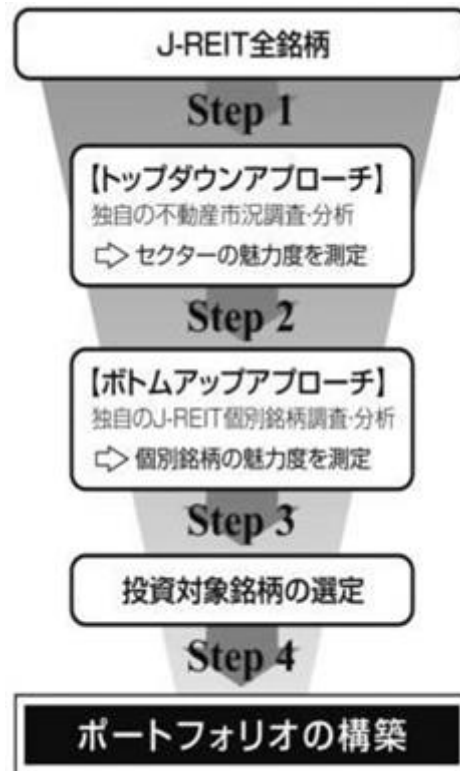 J-REIT全銘柄
Step 1
【トップダウンアプローチ】
独自の不動産市況調査・分析
⇨ セクターの魅力度を測定
Step 2
【ボトムアップアプローチ】
独自のJ-REIT個別銘柄調査・分析
⇨ 個別銘柄の魅力度を測定
Step 3
投資対象銘柄の選定
Step 4
ポートフォリオの構築